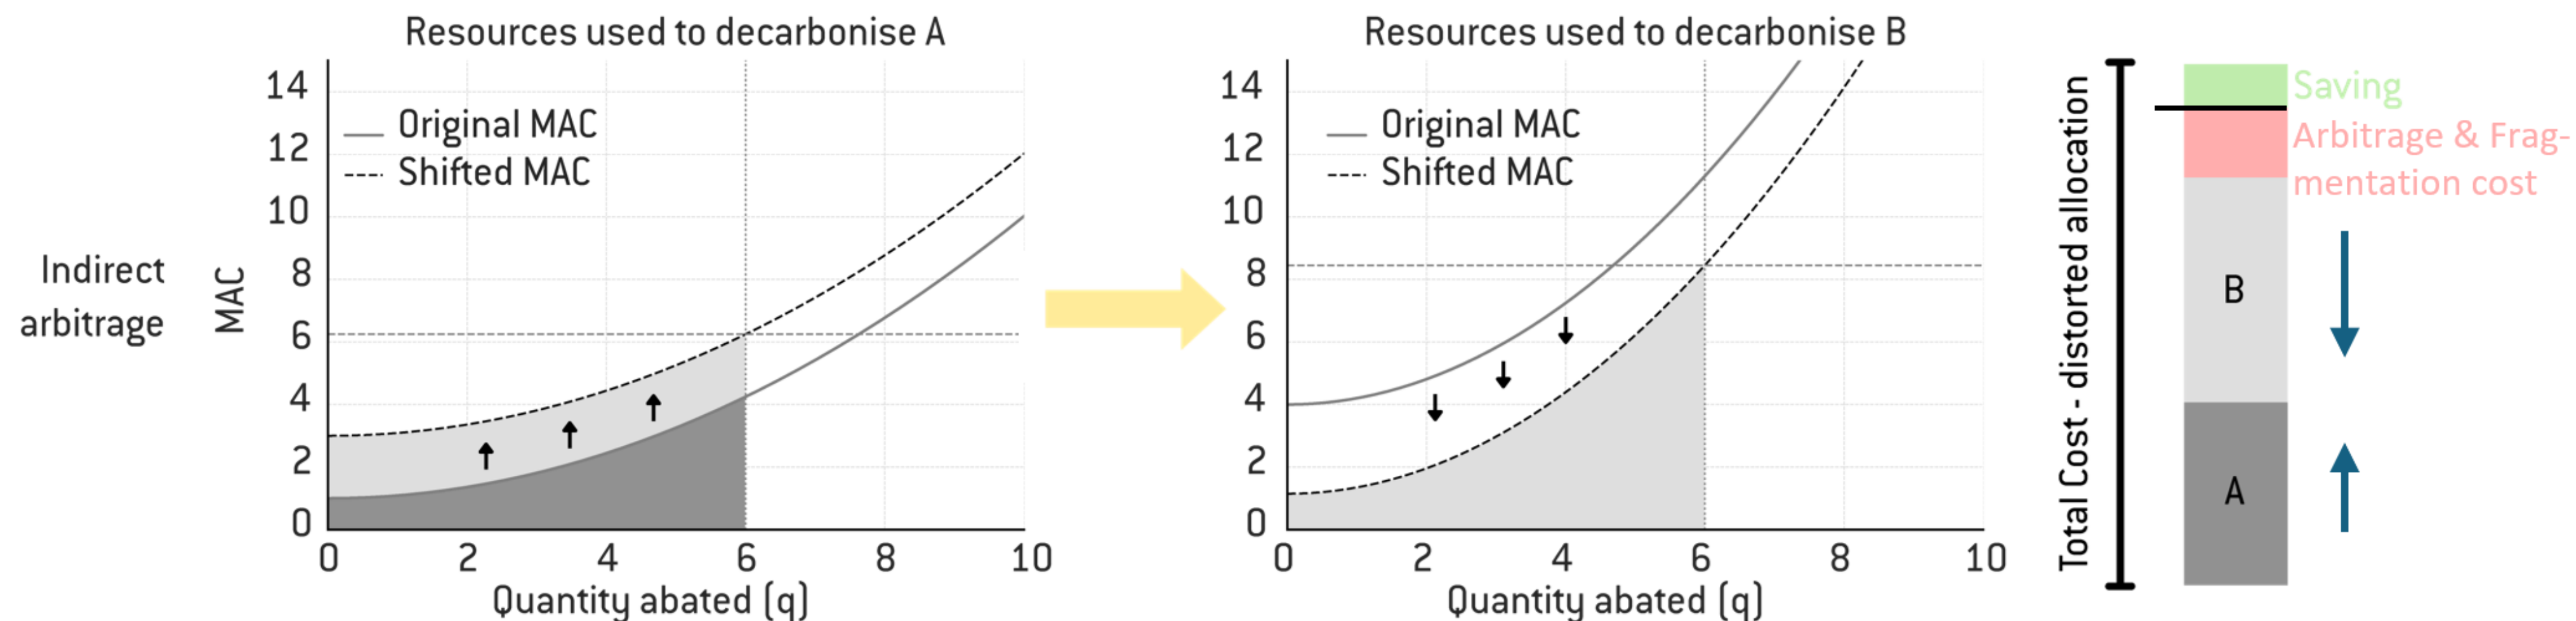 Resources used to decarbonise A
14
12
10
8
6
4
2
0
MAC
Original MAC
Shifted MAC
0 2 4 6 8 10
Quantity abated (q)
Indirect
arbitrage
Resources used to decarbonise B
14
12
10
8
6
4
2
0
Original MAC
Shifted MAC
0 2 4 6 8 10
Quantity abated (q)
Total Cost - distorted allocation
Saving
Arbitrage & Frag-
mentation cost
B
A